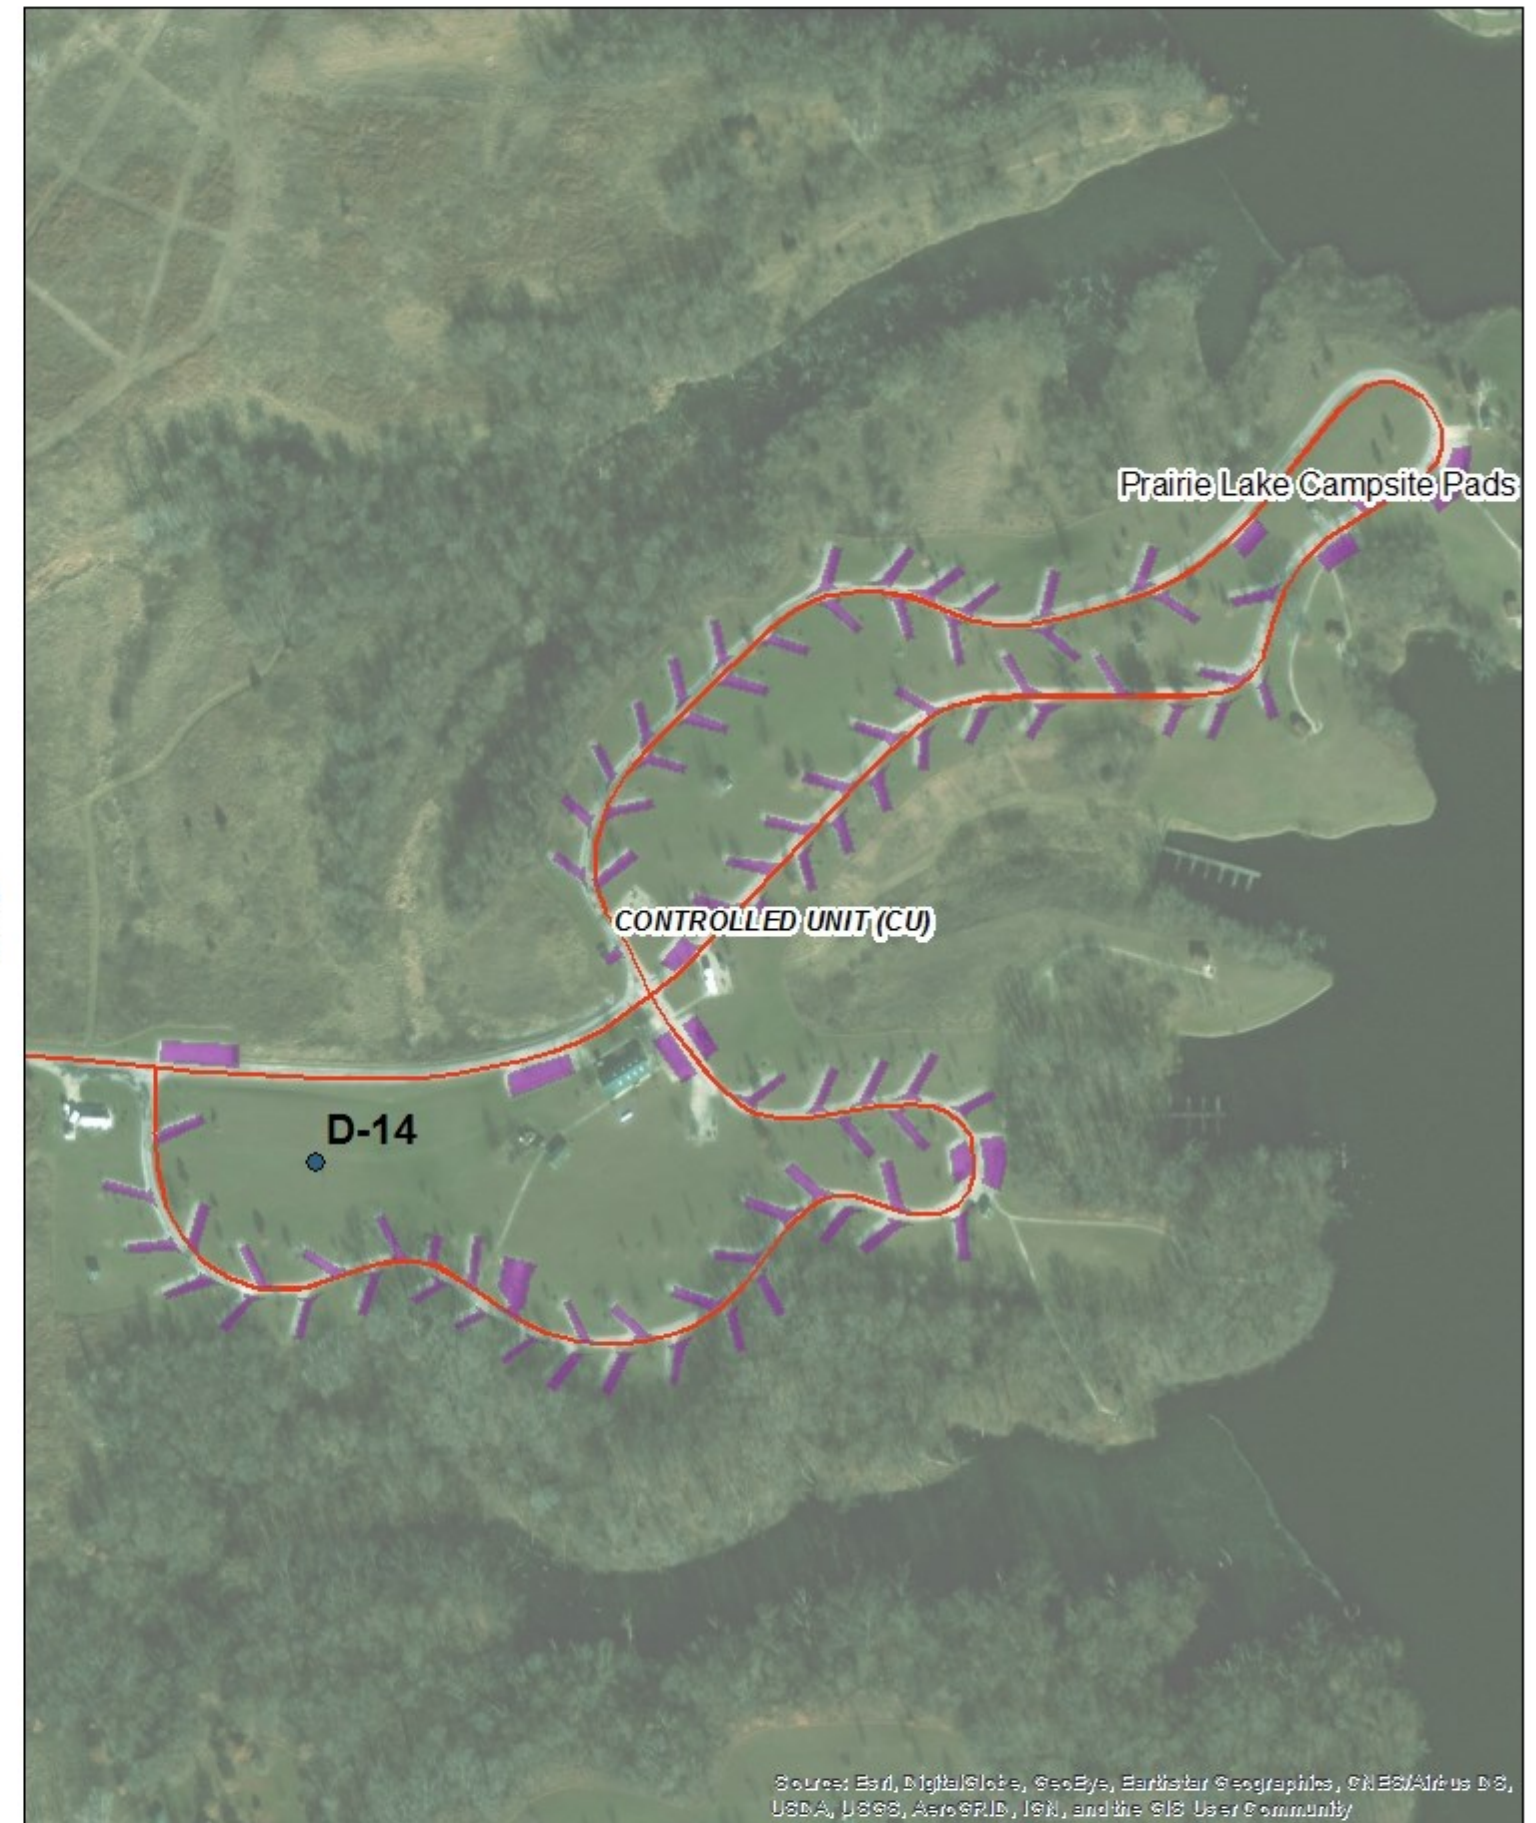 Prairie Lake Campsite Pads
CONTROLLED UNIT (CU)
D-14
Source: Esri, DigitalGlobe, GeoEye, Earthstar Geographics, CNES/Airbus DS,
USDA, USGS, AeroGRID, IGN, and the GIS User Community